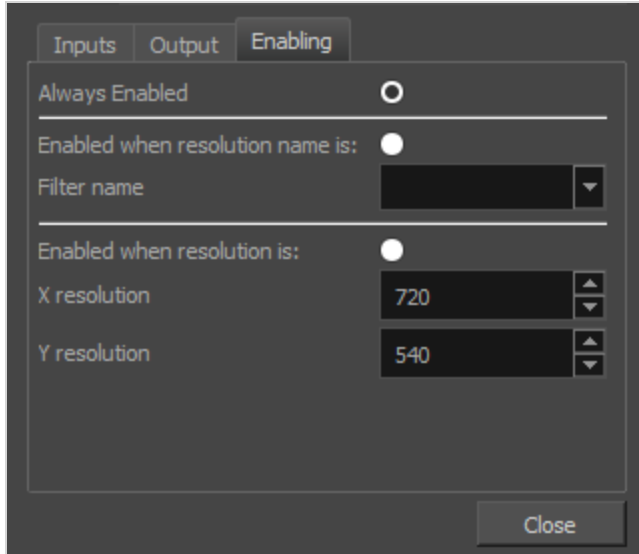 Inputs Output Enabling
Always Enabled
Enabled when resolution name is:
Filter name
Enabled when resolution is:
X resolution 720
Y resolution 540
Close